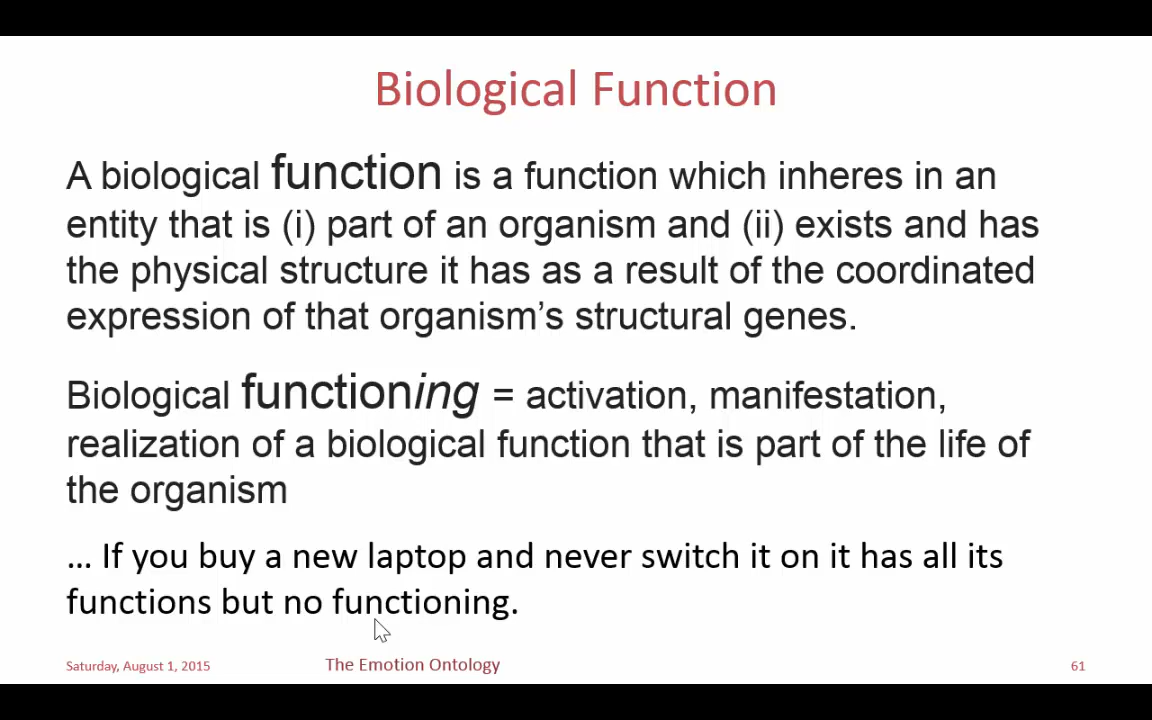 Biological Function
A biological function is a function which inheres in an
entity that is (i) part of an organism and (ii) exists and has
the physical structure it has as a result of the coordinated
expression of that organism’s structural genes.
Biological functioning = activation, manifestation,
realization of a biological function that is part of the life of
the organism
... If you buy a new laptop and never switch it on it has all its
functions but no functioning.
Saturday, August 1, 2015
The Emotion Ontology
61